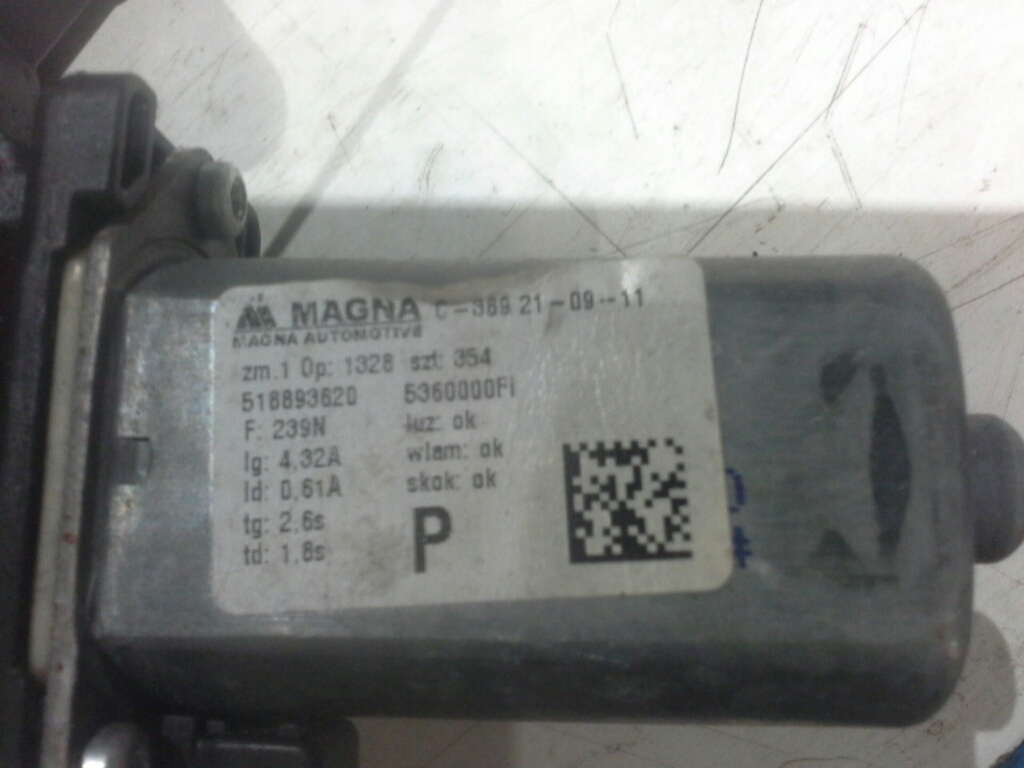 MAGNA C-389 21-09-11
MAGNA AUTOMOTIVE
zm.1 Op: 1328 szt: 354
518893620 5360000Fi
F: 239N luz: ok
Ig: 4,32A wlam: ok
Id: 0,61A skok: ok
tg: 2,6s
td: 1,8s
P